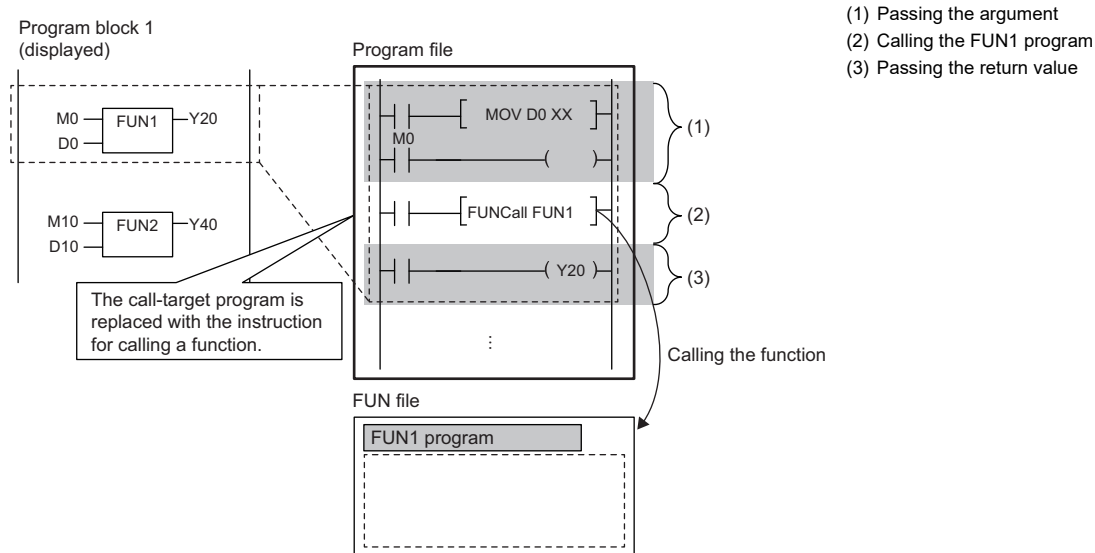 Program block 1
(displayed)
M0
D0
FUN1
Y20
M10
D10
FUN2
Y40
The call-target program is
replaced with the instruction
for calling a function.
Program file
MOV D0 XX
M0
( )
FUNCall FUN1
( Y20 )
⋮
(1)
(2)
(3)
Calling the function
FUN file
FUN1 program
(1) Passing the argument
(2) Calling the FUN1 program
(3) Passing the return value